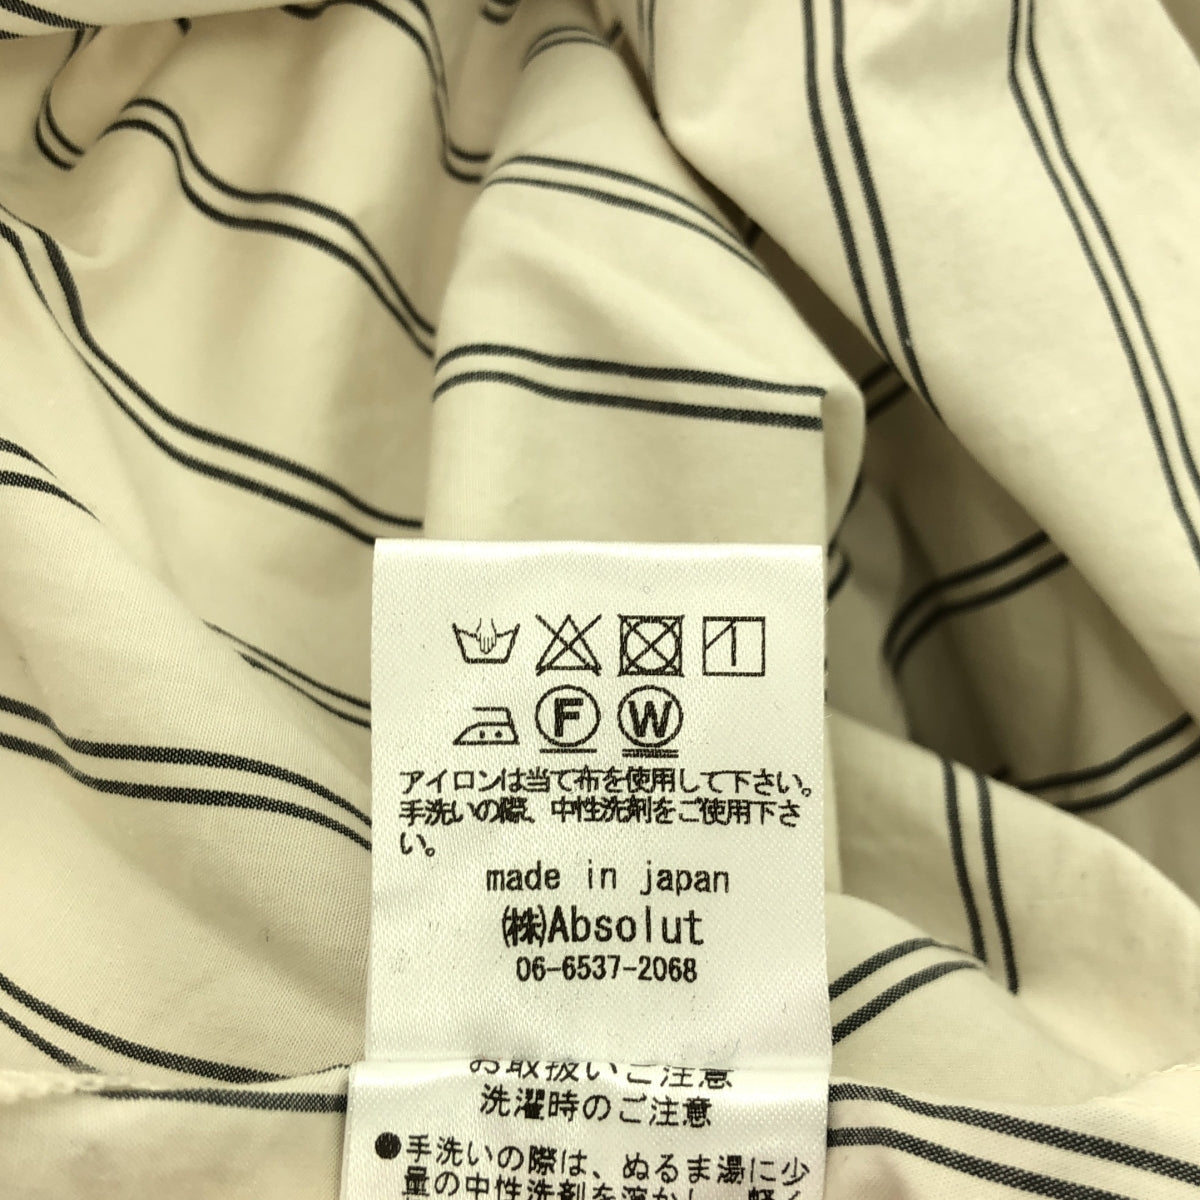 F W
アイロンは当て布を使用して下さい。
手洗いの際、中性洗剤をご使用下さ
い。
made in japan
㈱Absolut
06-6537-2068
お取扱いご注意
洗濯時のご注意
●手洗いの際は、ぬるま湯に少
量の中性洗剤を溶かし、軽く